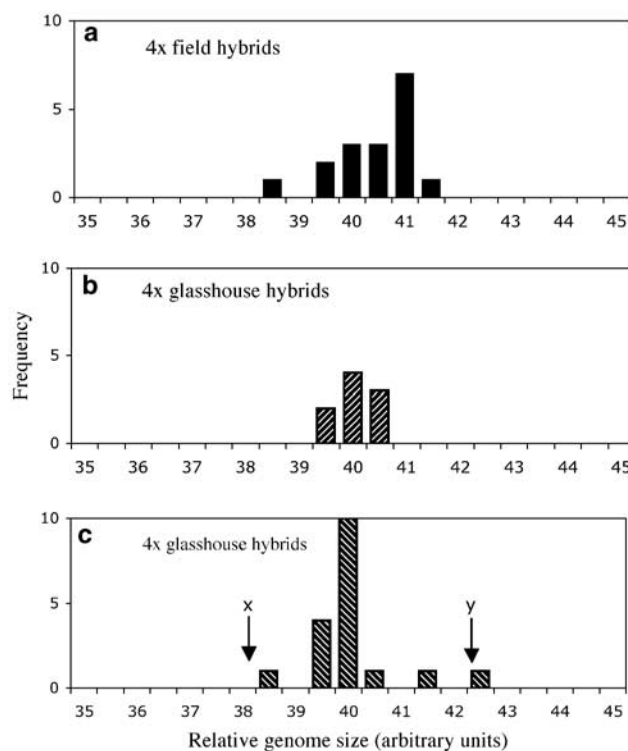 a
4x field hybrids
10
5
0
35 36 37 38 39 40 41 42 43 44 45
b
4x glasshouse hybrids
10
5
0
35 36 37 38 39 40 41 42 43 44 45
Frequency
c
4x glasshouse hybrids
10
5
0
x
y
35 36 37 38 39 40 41 42 43 44 45
Relative genome size (arbitrary units)